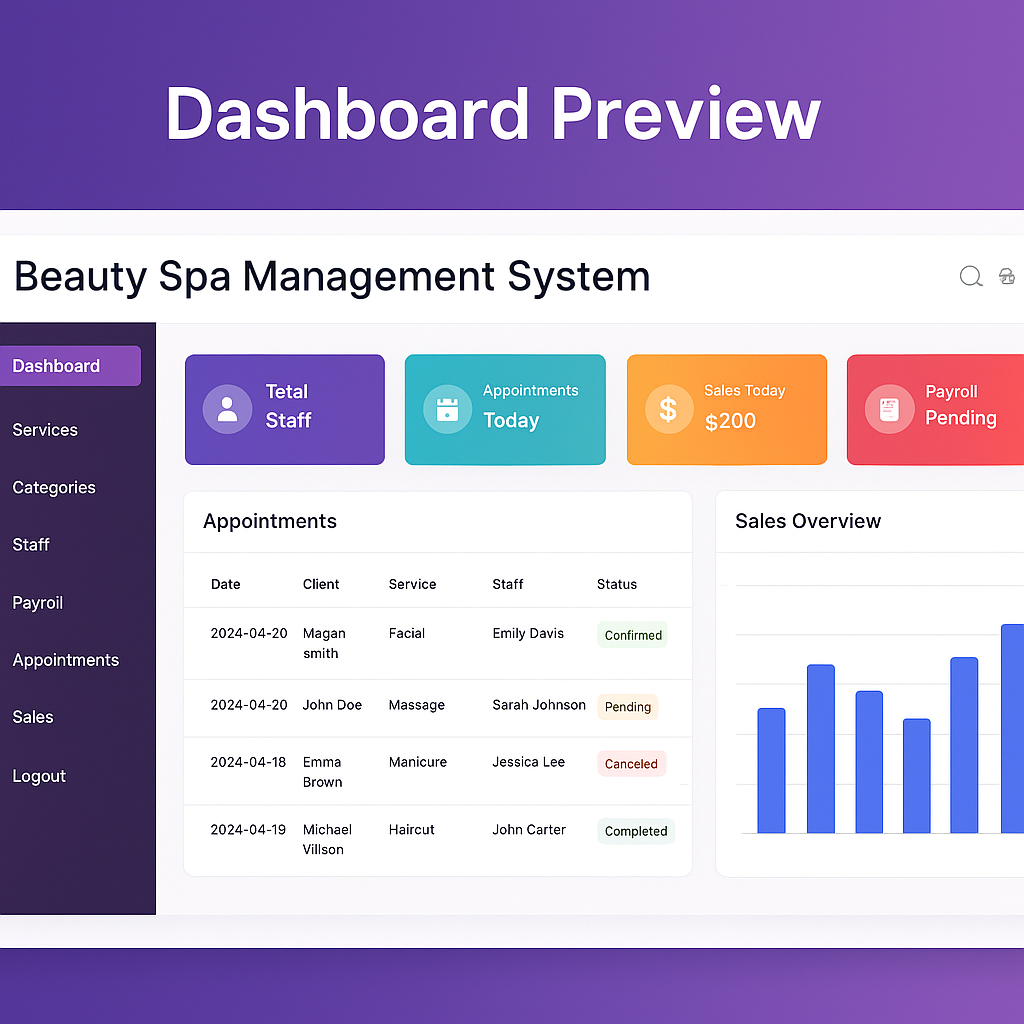 Dashboard Preview
Beauty Spa Management System
Dashboard
Services
Categories
Staff
Payroil
Appointments
Sales
Logout
Tetal
Staff
Appointments
Today
Sales Today
$200
Payroll
Pending
Appointments
Date Client Service Staff Status
2024-04-20 Magan smith Facial Emily Davis Confirmed
2024-04-20 John Doe Massage Sarah Johnson Pending
2024-04-18 Emma Brown Manicure Jessica Lee Canceled
2024-04-19 Michael Villson Haircut John Carter Completed
Sales Overview